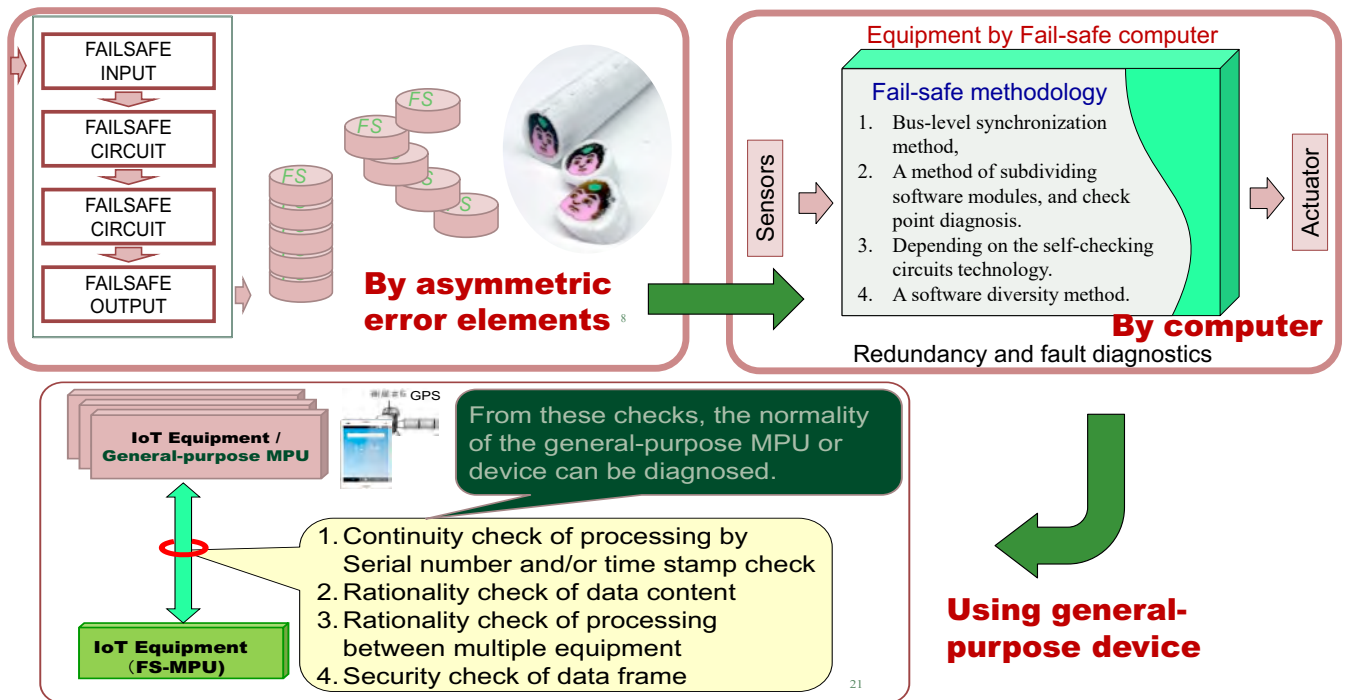 FAILSAFE
INPUT
FAILSAFE
CIRCUIT
FAILSAFE
CIRCUIT
FAILSAFE
OUTPUT
FS
FS
FS
FS
By asymmetric
error elements
8
Equipment by Fail-safe computer
Sensors
Fail-safe methodology
1. Bus-level synchronization
method,
2. A method of subdividing
software modules, and check
point diagnosis.
3. Depending on the self-checking
circuits technology.
4. A software diversity method.
Actuator
By computer
Redundancy and fault diagnostics
IoT Equipment /
General-purpose MPU
GPS
From these checks, the normality
of the general-purpose MPU or
device can be diagnosed.
1. Continuity check of processing by
Serial number and/or time stamp check
2. Rationality check of data content
3. Rationality check of processing
between multiple equipment
4. Security check of data frame
IoT Equipment
（FS-MPU)
21
Using general-
purpose device